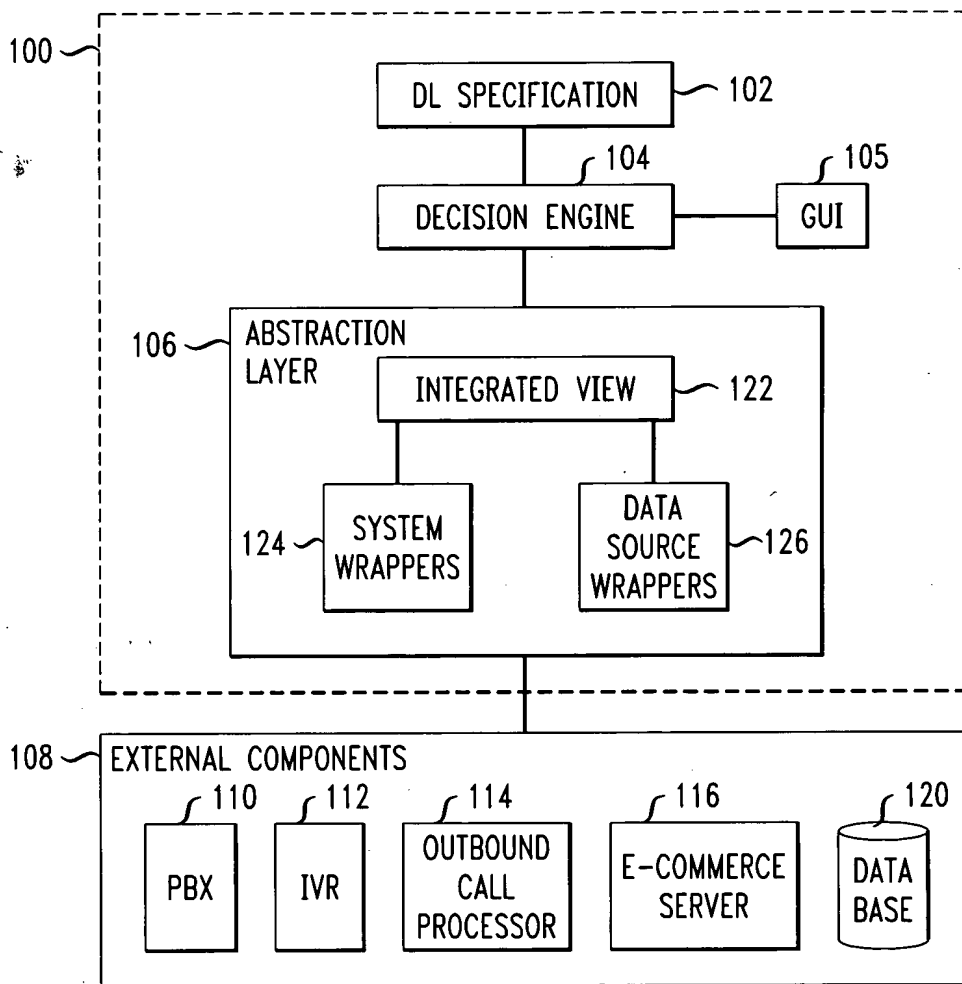 100
DL SPECIFICATION
102
104
105
DECISION ENGINE
GUI
106
ABSTRACTION
LAYER
INTEGRATED VIEW
122
124
SYSTEM
WRAPPERS
DATA
SOURCE
WRAPPERS
126
108
EXTERNAL COMPONENTS
110
112
114
116
120
PBX
IVR
OUTBOUND
CALL
PROCESSOR
E-COMMERCE
SERVER
DATA
BASE